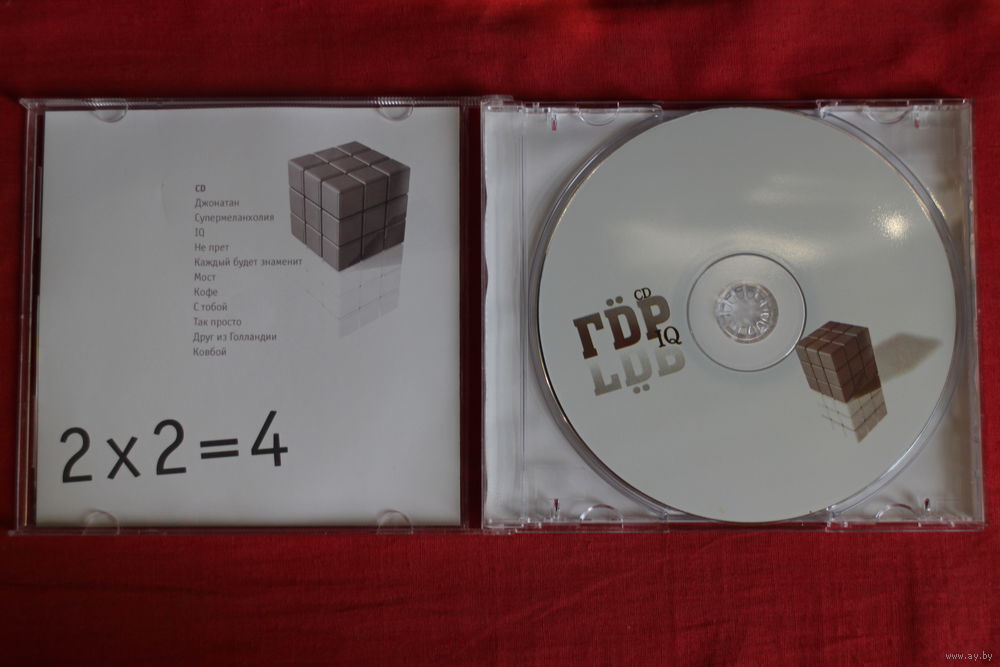 CD
Джонатан
Супермеланхолия
IQ
Не прет
Каждый будет знаменит
Мост
Кофе
С тобой
Так просто
Друг из Голландии
Ковбой
2x2=4
CD
ГD̈Р
IQ
www.ay.by